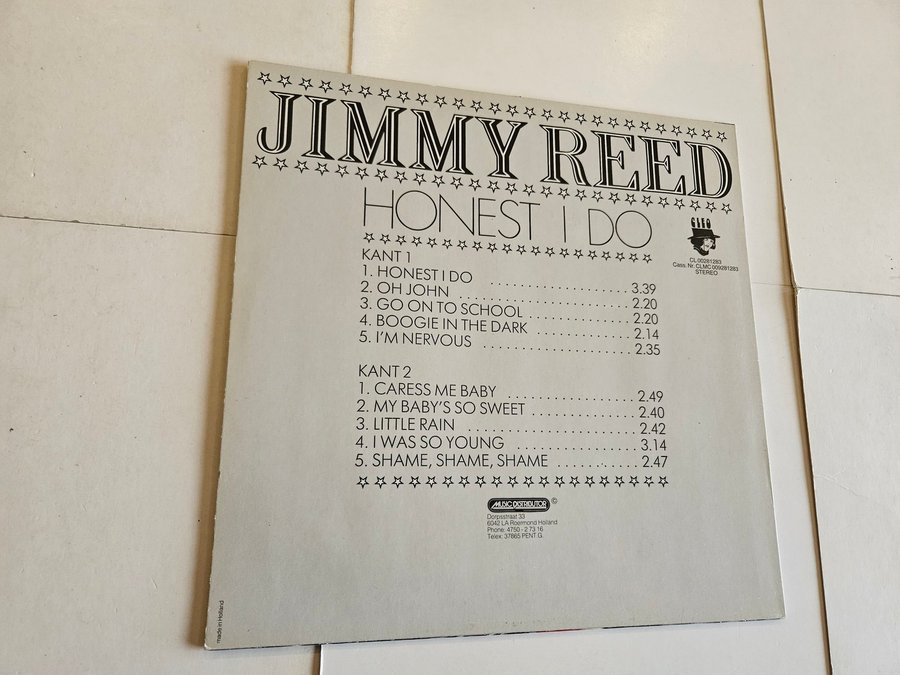 JIMMY REED
HONEST I DO
CLEO
CL 00281283
Cass. Nr. CLMC 009281283
STEREO
KANT 1
1. HONEST I DO ........................ 3.39
2. OH JOHN ........................ 2.20
3. GO ON TO SCHOOL ................. 2.20
4. BOOGIE IN THE DARK ............... 2.14
5. I'M NERVOUS ........................ 2.35
KANT 2
1. CARESS ME BABY .................... 2.49
2. MY BABY'S SO SWEET ............... 2.40
3. LITTLE RAIN .......................... 2.42
4. I WAS SO YOUNG .................. 3.14
5. SHAME, SHAME, SHAME ............ 2.47
MUSIC DISTRIBUTOR ©
Dorpsstraat 33
6042 LA Roermond Holland
Phone: 4750 - 2 73 16
Telex: 37865 PENT G.
made in Holland